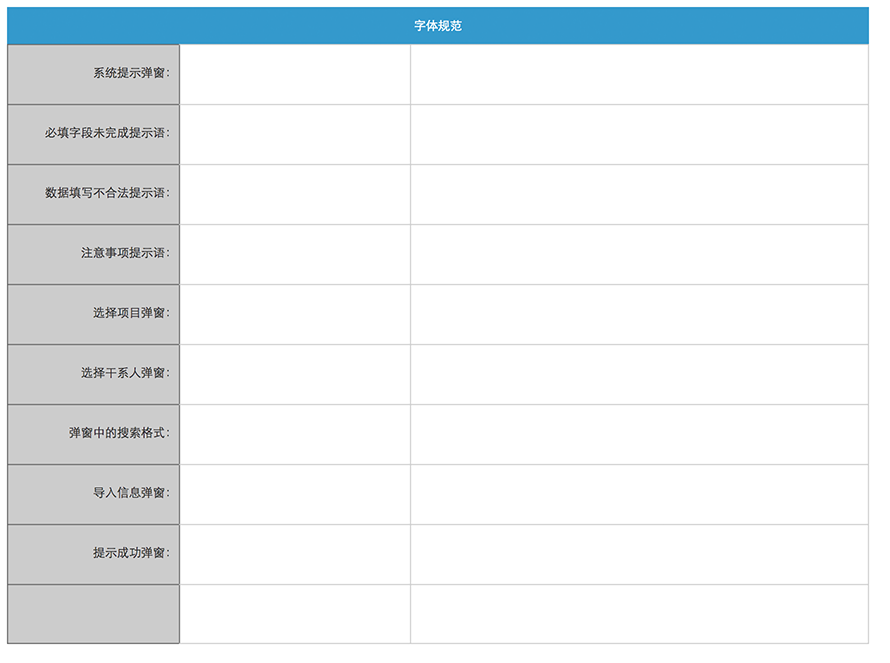 字体规范
系统提示弹窗：
必填字段未完成提示语：
数据填写不合法提示语：
注意事项提示语：
选择项目弹窗：
选择干系人弹窗：
弹窗中的搜索格式：
导入信息弹窗：
提示成功弹窗：